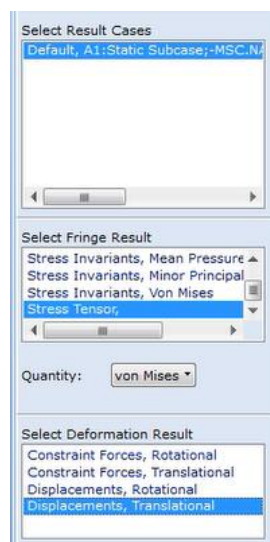 Select Result Cases
Default, A1:Static Subcase;-MSC.NA
Select Fringe Result
Stress Invariants, Mean Pressure
Stress Invariants, Minor Principal
Stress Invariants, Von Mises
Stress Tensor,
Quantity: von Mises
Select Deformation Result
Constraint Forces, Rotational
Constraint Forces, Translational
Displacements, Rotational
Displacements, Translational